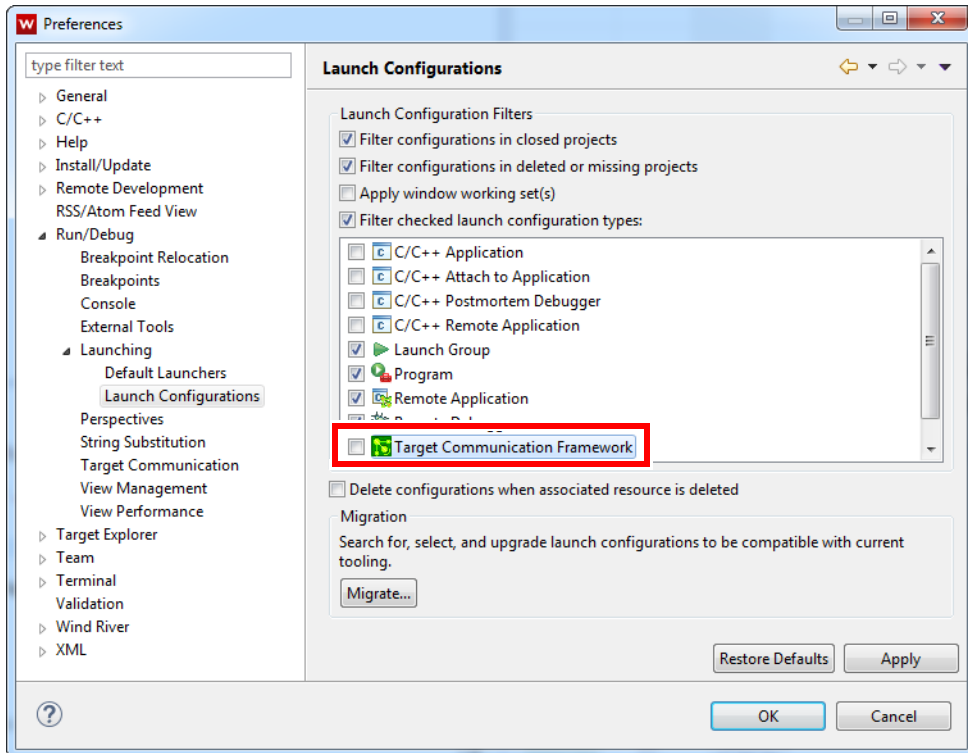 Preferences
type filter text
General
C/C++
Help
Install/Update
Remote Development
RSS/Atom Feed View
Run/Debug
Breakpoint Relocation
Breakpoints
Console
External Tools
Launching
Default Launchers
Launch Configurations
Perspectives
String Substitution
Target Communication
View Management
View Performance
Target Explorer
Team
Terminal
Validation
Wind River
XML
Launch Configurations
Launch Configuration Filters
Filter configurations in closed projects
Filter configurations in deleted or missing projects
Apply window working set(s)
Filter checked launch configuration types:
C/C++ Application
C/C++ Attach to Application
C/C++ Postmortem Debugger
C/C++ Remote Application
Launch Group
Program
Remote Application
Target Communication Framework
Delete configurations when associated resource is deleted
Migration
Search for, select, and upgrade launch configurations to be compatible with current
tooling.
Migrate...
Restore Defaults
Apply
OK
Cancel